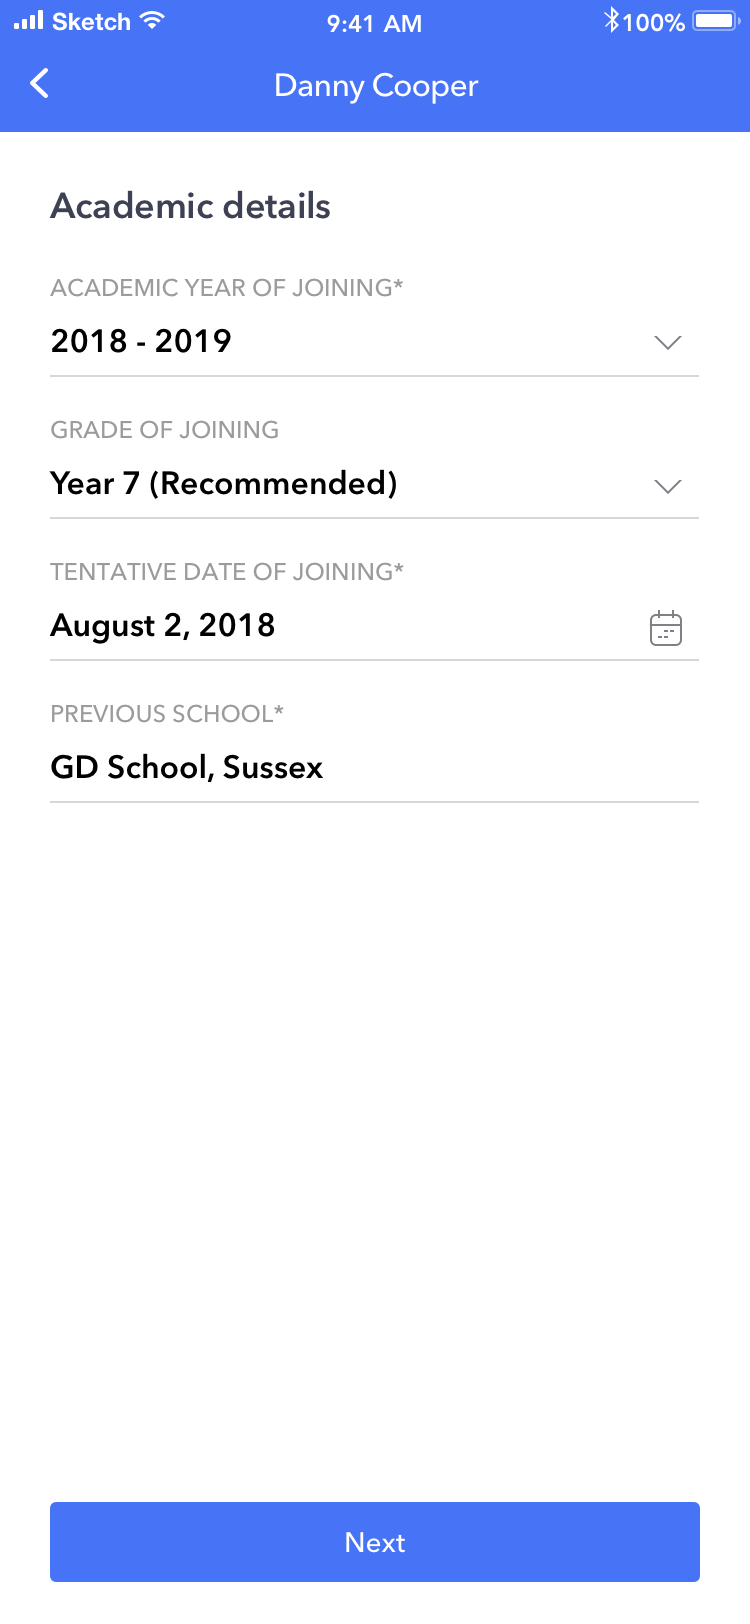 Sketch 9:41 AM 100%
Danny Cooper
Academic details
ACADEMIC YEAR OF JOINING*
2018 - 2019
GRADE OF JOINING
Year 7 (Recommended)
TENTATIVE DATE OF JOINING*
August 2, 2018
PREVIOUS SCHOOL*
GD School, Sussex
Next